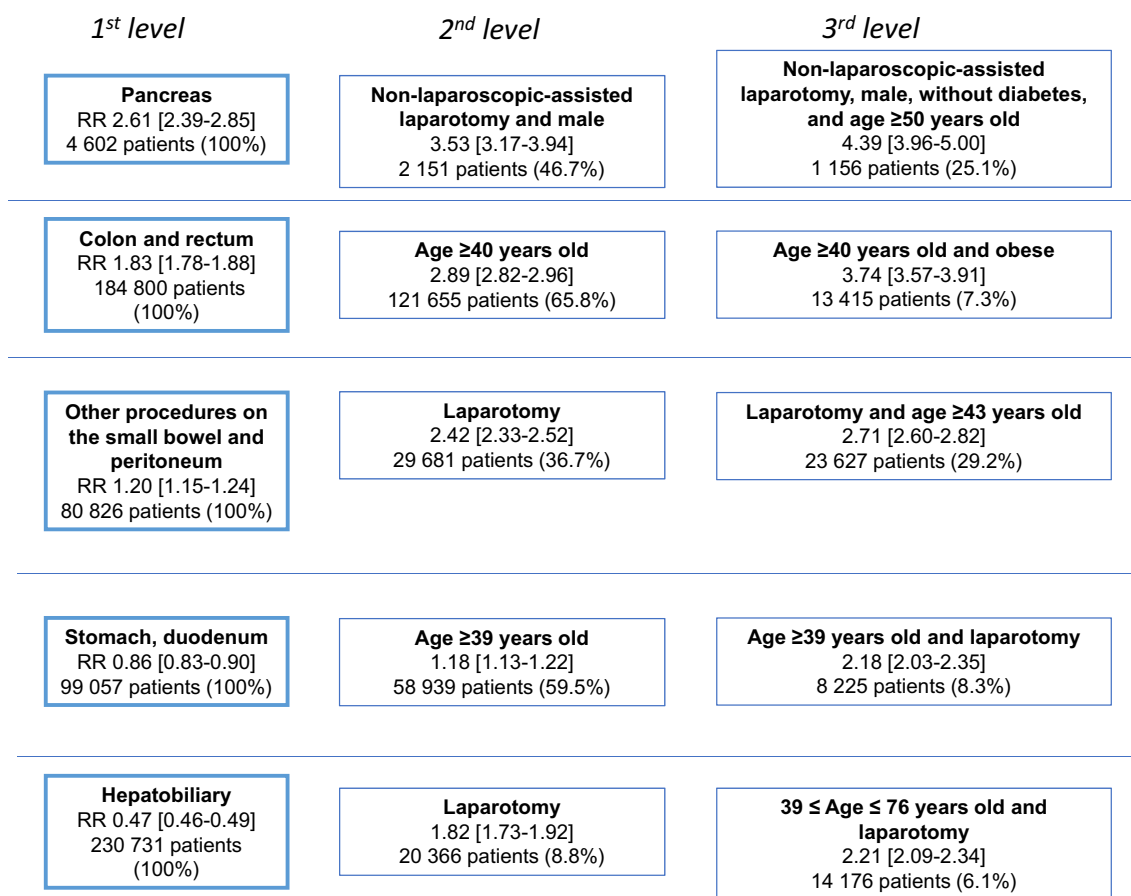 1st level
2nd level
3rd level
Pancreas
RR 2.61 [2.39-2.85]
4 602 patients (100%)
Non-laparoscopic-assisted
laparotomy and male
3.53 [3.17-3.94]
2 151 patients (46.7%)
Non-laparoscopic-assisted
laparotomy, male, without diabetes,
and age ≥50 years old
4.39 [3.96-5.00]
1 156 patients (25.1%)
Colon and rectum
RR 1.83 [1.78-1.88]
184 800 patients
(100%)
Age ≥40 years old
2.89 [2.82-2.96]
121 655 patients (65.8%)
Age ≥40 years old and obese
3.74 [3.57-3.91]
13 415 patients (7.3%)
Other procedures on
the small bowel and
peritoneum
RR 1.20 [1.15-1.24]
80 826 patients (100%)
Laparotomy
2.42 [2.33-2.52]
29 681 patients (36.7%)
Laparotomy and age ≥43 years old
2.71 [2.60-2.82]
23 627 patients (29.2%)
Stomach, duodenum
RR 0.86 [0.83-0.90]
99 057 patients (100%)
Age ≥39 years old
1.18 [1.13-1.22]
58 939 patients (59.5%)
Age ≥39 years old and laparotomy
2.18 [2.03-2.35]
8 225 patients (8.3%)
Hepatobiliary
RR 0.47 [0.46-0.49]
230 731 patients
(100%)
Laparotomy
1.82 [1.73-1.92]
20 366 patients (8.8%)
39 ≤ Age ≤ 76 years old and
laparotomy
2.21 [2.09-2.34]
14 176 patients (6.1%)